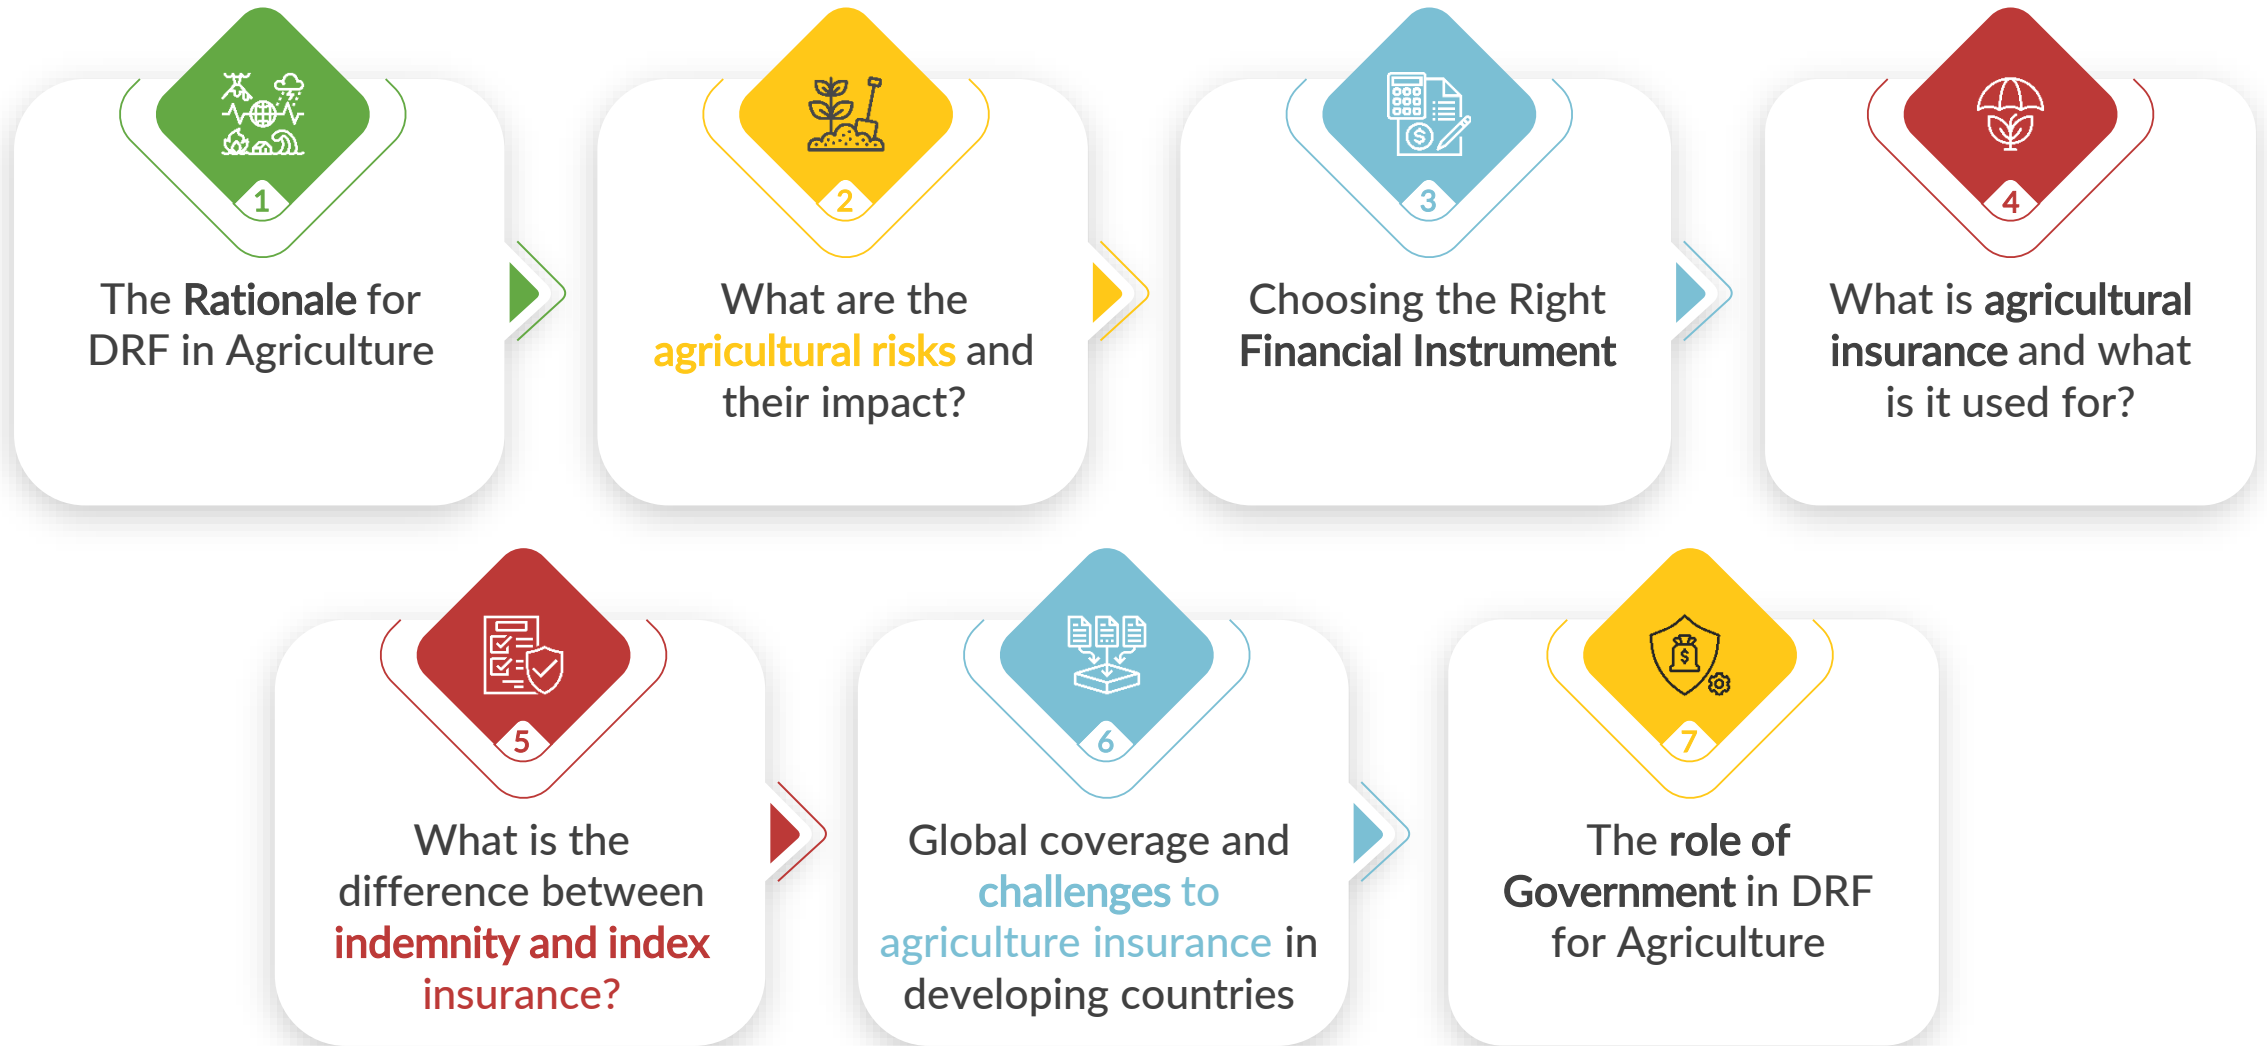 1
The Rationale for
DRF in Agriculture
2
What are the
agricultural risks and
their impact?
3
Choosing the Right
Financial Instrument
4
What is agricultural
insurance and what
is it used for?
5
What is the
difference between
indemnity and index
insurance?
6
Global coverage and
challenges to
agriculture insurance in
developing countries
7
The role of
Government in DRF
for Agriculture